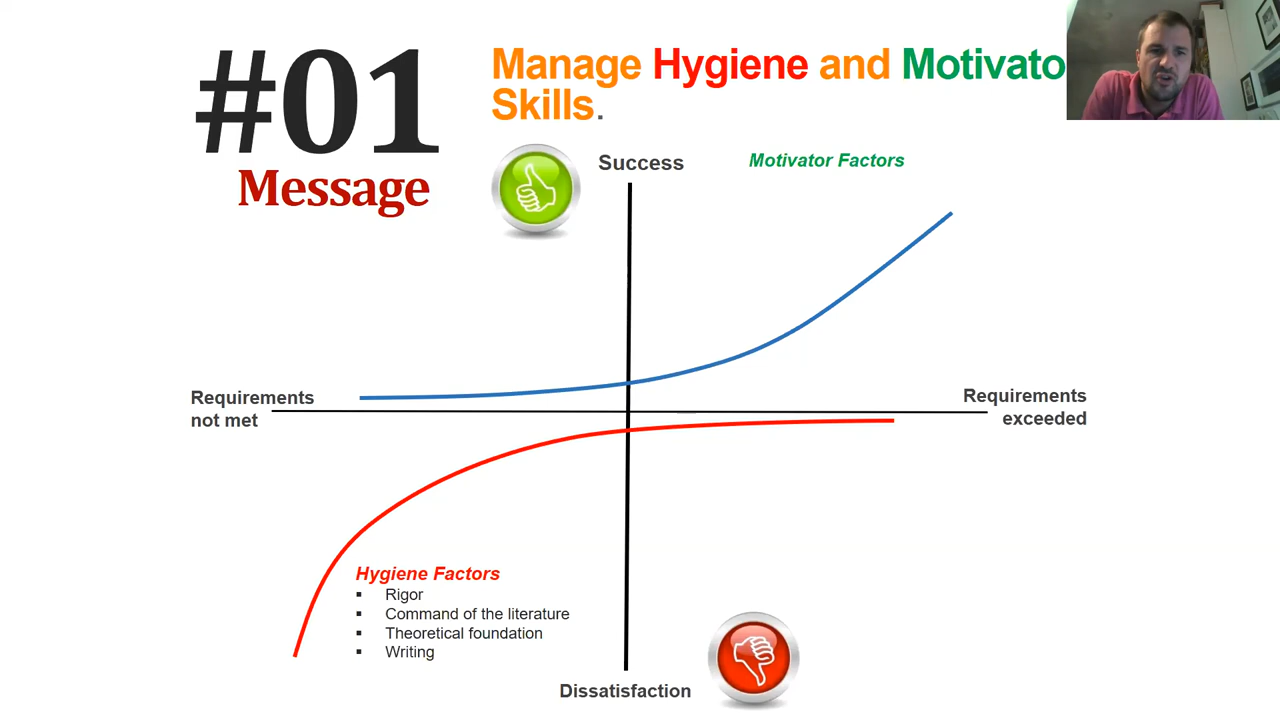 #01
Message
Manage Hygiene and Motivato
Skills.
Success
Motivator Factors
Requirements
not met
Requirements
exceeded
Hygiene Factors
▪ Rigor
▪ Command of the literature
▪ Theoretical foundation
▪ Writing
Dissatisfaction